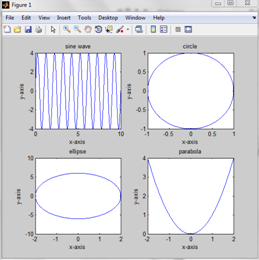 Figure 1
File Edit View Insert Tools Desktop Window Help
sine wave
4
2
0
-2
-4
0 5 10
x-axis
y-axis
circle
1
0.5
0
-0.5
-1
-1 -0.5 0 0.5 1
x-axis
y-axis
ellipse
10
5
0
-5
-10
-2 -1 0 1 2
x-axis
y-axis
parabola
4
3
2
1
0
-2 -1 0 1 2
x-axis
y-axis